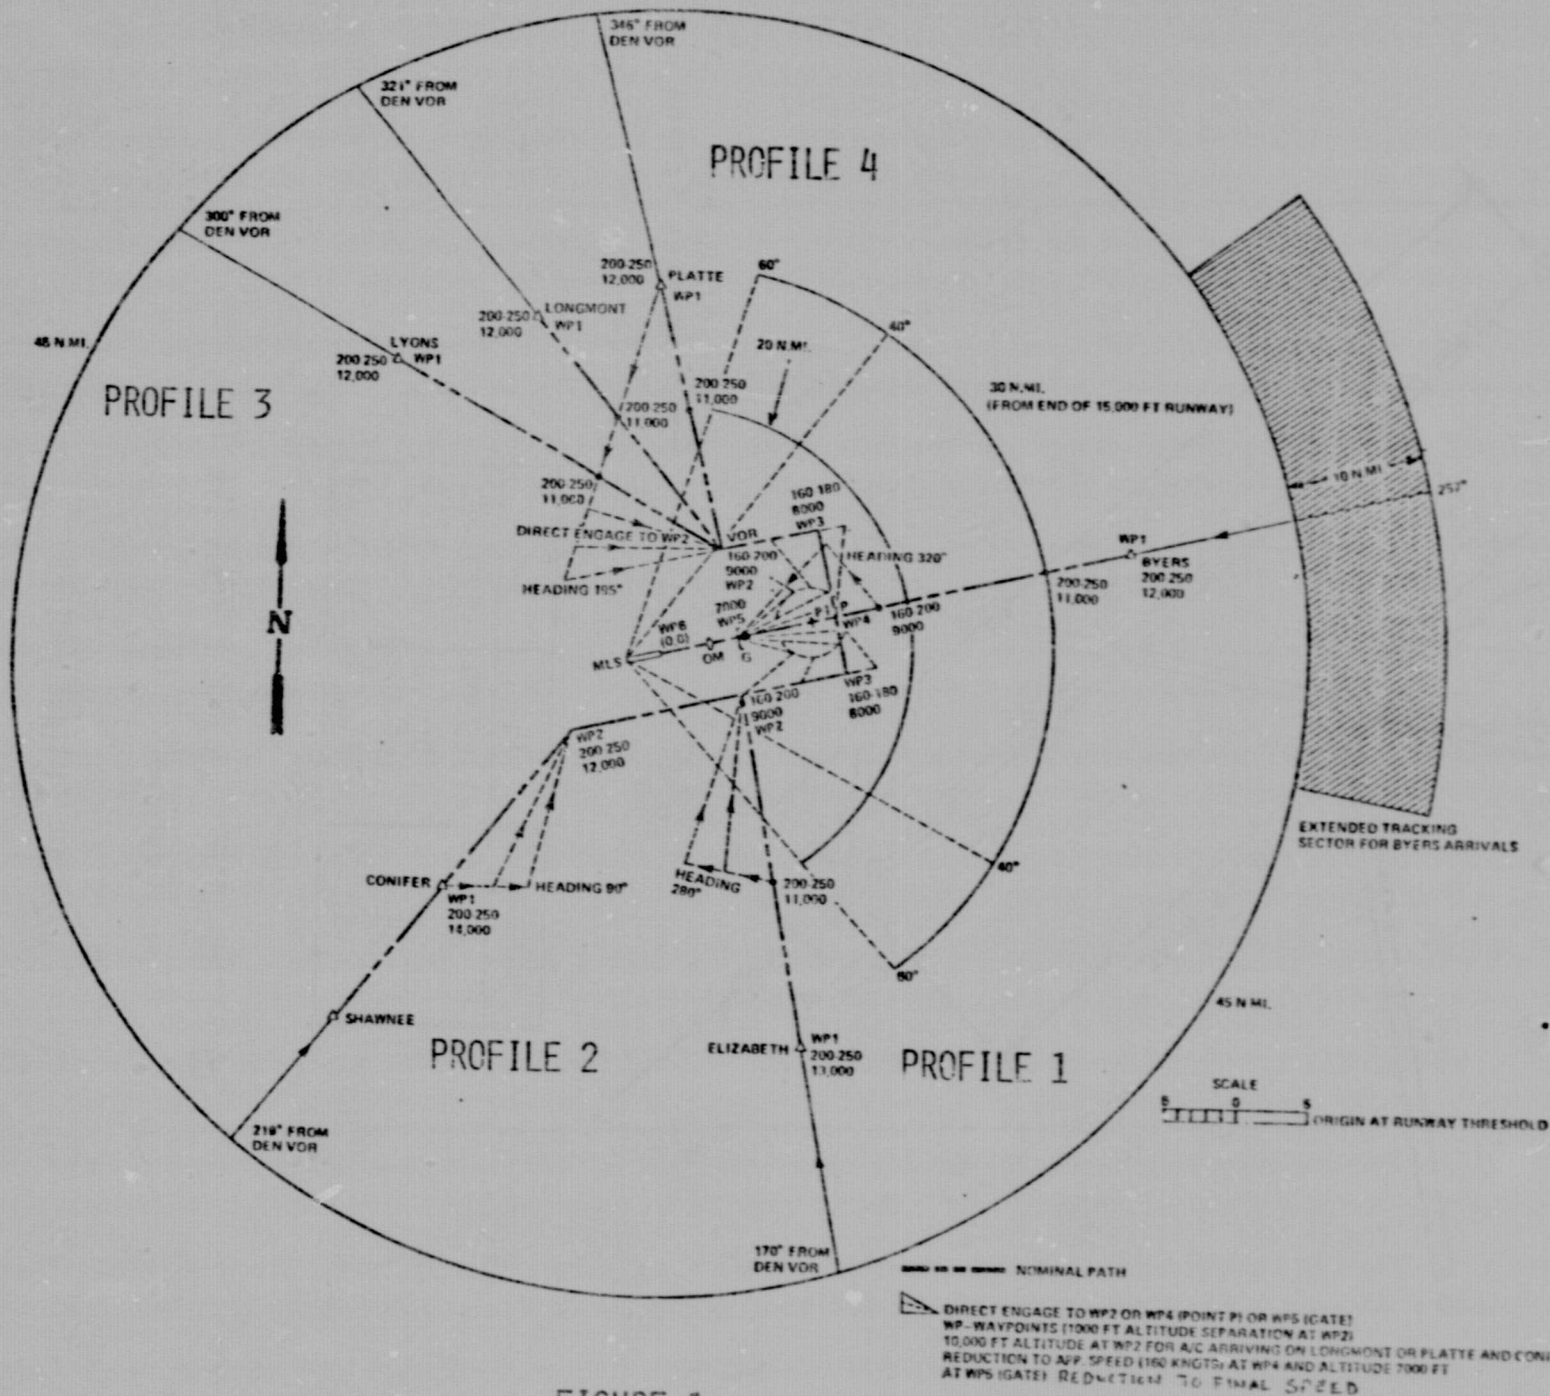 346° FROM
DEN VOR
321° FROM
DEN VOR
PROFILE 4
300° FROM
DEN VOR
200-250
12,000
PLATTE
WP1
60°
200-250
12,000
LONGMONT
WP1
40°
45 N.MI.
LYONS
WP1
200-250
12,000
20 N.MI.
PROFILE 3
200-250
11,000
30 N.MI.
(FROM END OF 15,000 FT RUNWAY)
200-250
11,000
10 N MI
257°
200-250
11,000
160-180
8000
WP3
DIRECT ENGAGE TO WP2
VOR
160-200
9000
WP2
HEADING 320°
WP1
BYERS
200-250
12,000
200-250
11,000
HEADING 195°
N
7000
WP5
WP6
(0,0)
P
WP4
160-200
9000
MLS
OM
G
WP3
160-180
8000
160-200
9000
WP2
WP2
200-250
12,000
EXTENDED TRACKING
SECTOR FOR BYERS ARRIVALS
CONIFER
WP1
200-250
14,000
HEADING 90°
HEADING
280°
200-250
11,000
40°
60°
SHAWNEE
45 N MI.
PROFILE 2
ELIZABETH
WP1
200-250
13,000
PROFILE 1
SCALE
5 0 5
ORIGIN AT RUNWAY THRESHOLD
218° FROM
DEN VOR
170° FROM
DEN VOR
NOMINAL PATH
DIRECT ENGAGE TO WP2 OR WP4 (POINT P) OR WP5 (GATE)
WP-WAYPOINTS (1000 FT ALTITUDE SEPARATION AT WP2)
10,000 FT ALTITUDE AT WP2 FOR A/C ARRIVING ON LONGMONT OR PLATTE AND CONI
REDUCTION TO APP. SPEED (160 KNOTS) AT WP4 AND ALTITUDE 7000 FT
AT WP5 (GATE) REDUCTION TO FINAL SPEED